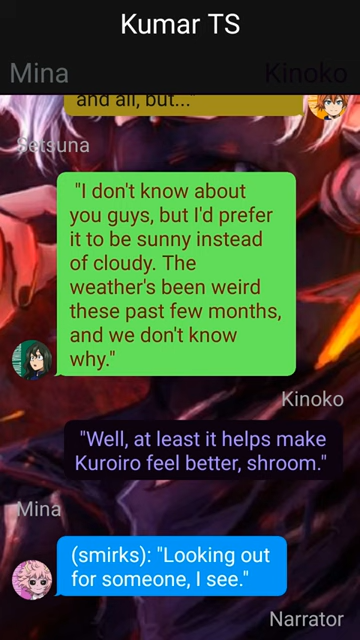 Kumar TS
Mina
Kinoko
and all, but..."
Setsuna
"I don't know about
you guys, but I'd prefer
it to be sunny instead
of cloudy. The
weather's been weird
these past few months,
and we don't know
why."
Kinoko
"Well, at least it helps make
Kuroiro feel better, shroom."
Mina
(smirks): "Looking out
for someone, I see."
Narrator